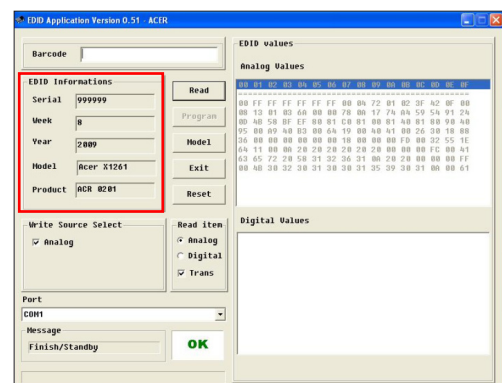 EDID Application Version 0.51 - ACER
Barcode
EDID Informations
Serial 999999
Week 8
Year 2009
Model Acer X1261
Product ACR 0201
Read
Program
Model
Exit
Reset
Write Source Select
Analog
Read item
Analog
Digital
Trans
Port
COM1
Message
Finish/Standby
OK
EDID values
Analog Values
00 01 02 03 04 05 06 07 08 09 0A 0B 0C 0D 0E 0F
00 FF FF FF FF FF FF 00 04 72 01 02 3F 42 0F 00
08 13 01 03 6A 00 00 78 0A 17 74 A4 59 54 91 24
0D 48 58 BF EF 80 81 C0 81 00 81 40 81 80 90 40
95 00 A9 40 B3 00 64 19 00 40 41 00 26 30 18 88
36 00 00 00 00 00 00 18 00 00 00 FD 00 32 55 1E
64 11 00 0A 20 20 20 20 20 20 00 00 00 FC 00 41
63 65 72 20 58 31 32 36 31 0A 20 20 00 00 00 FF
00 4B 30 32 30 31 30 30 31 35 39 30 31 0A 00 61
Digital Values